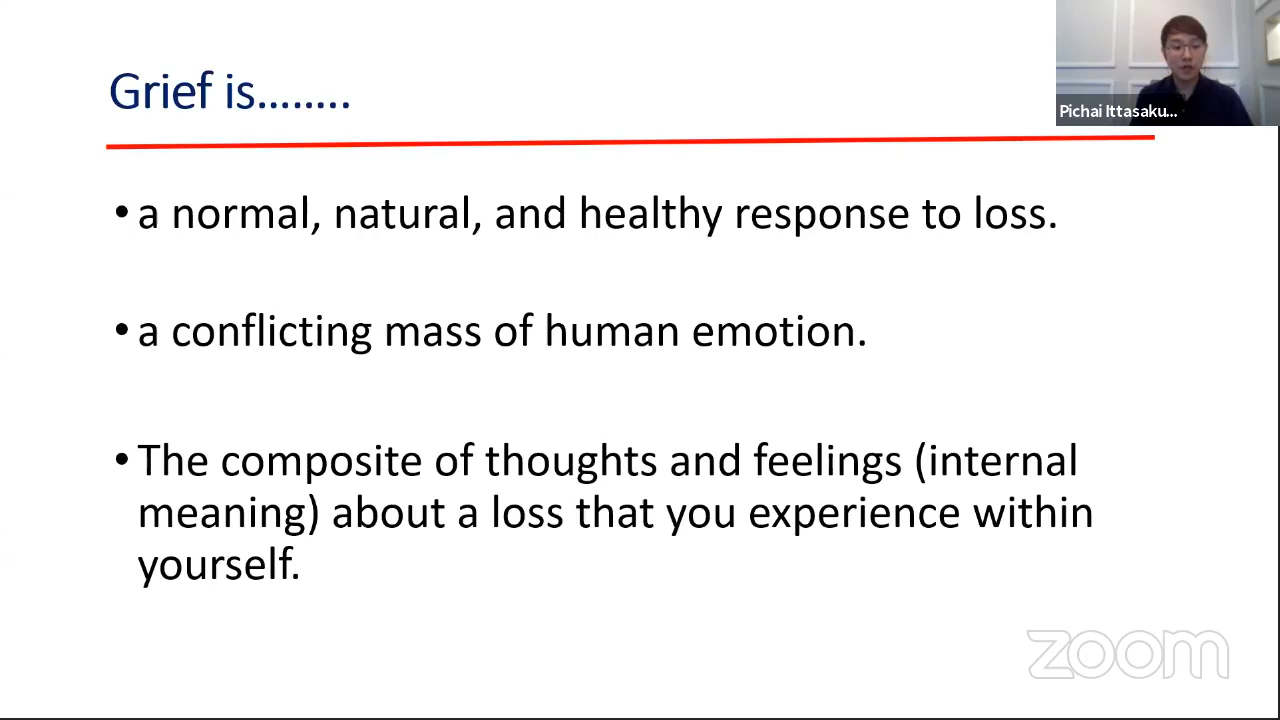 Grief is........
Pichai Ittasaku...
• a normal, natural, and healthy response to loss.
• a conflicting mass of human emotion.
• The composite of thoughts and feelings (internal
meaning) about a loss that you experience within
yourself.
zoom